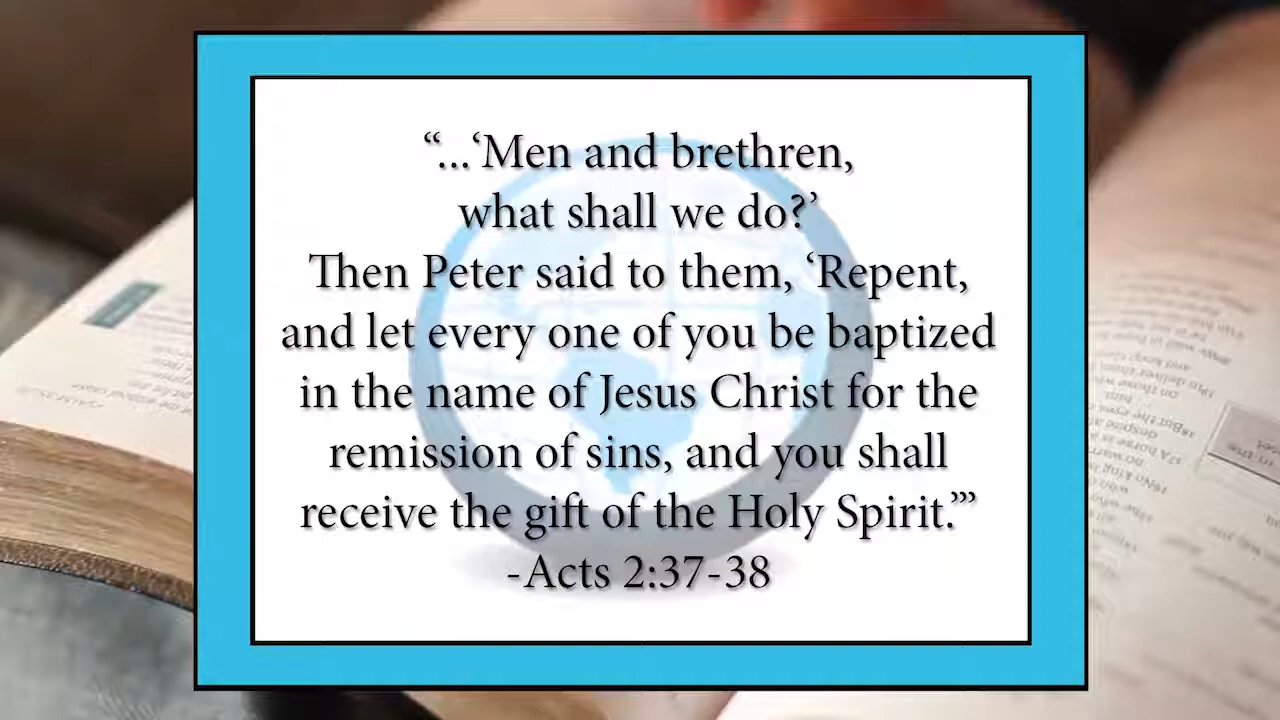 “...‘Men and brethren,
what shall we do?’
Then Peter said to them, ‘Repent,
and let every one of you be baptized
in the name of Jesus Christ for the
remission of sins, and you shall
receive the gift of the Holy Spirit.’”
-Acts 2:37-38